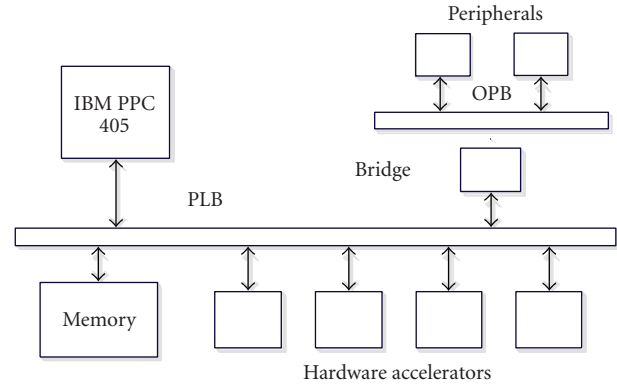 Peripherals
IBM PPC
405
OPB
Bridge
PLB
Memory
Hardware accelerators